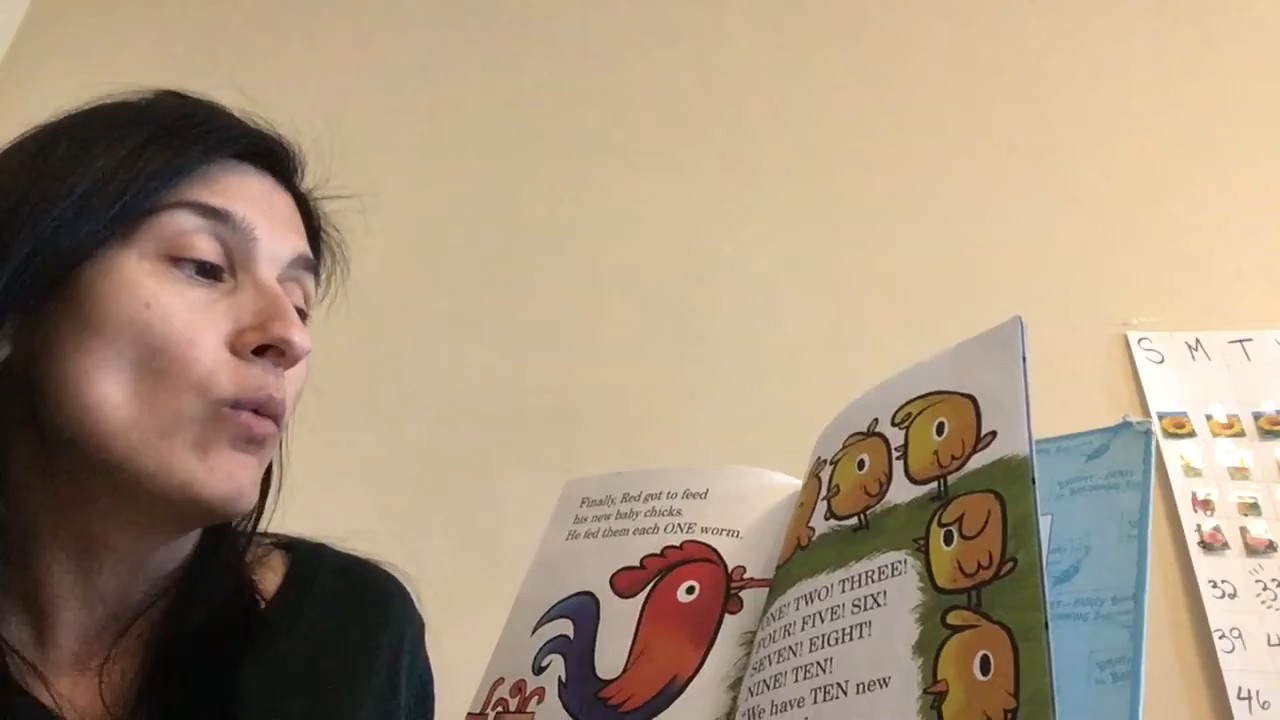 Finally, Red got to feed
his new baby chicks.
He fed them each ONE worm.
ONE! TWO! THREE!
FOUR! FIVE! SIX!
SEVEN! EIGHT!
NINE! TEN!
"We have TEN new
S M T
32 33
39
46